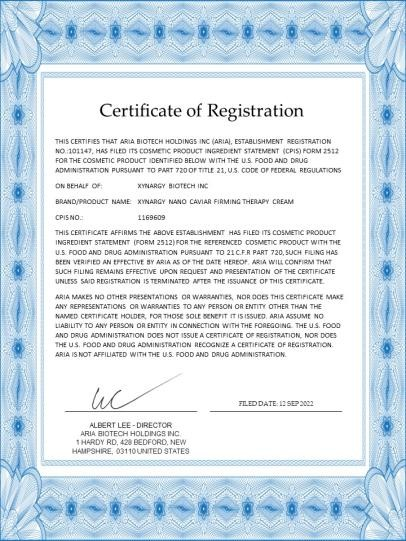 Certificate of Registration
THIS CERTIFIES THAT ARIA BIOTECH HOLDINGS INC (ARIA), ESTABLISHMENT REGISTRATION
NO.:101147, HAS FILED ITS COSMETIC PRODUCT INGREDIENT STATEMENT (CPIS) FORM 2512
FOR THE COSMETIC PRODUCT IDENTIFIED BELOW WITH THE U.S. FOOD AND DRUG
ADMINISTRATION PURSUANT TO PART 720 OF TITLE 21, U.S. CODE OF FEDERAL REGULATIONS
ON BEHALF OF: XYNARGY BIOTECH INC
BRAND/PRODUCT NAME: XYNARGY NANO CAVIAR FIRMING THERAPY CREAM
CPIS NO.: 1169609
THIS CERTIFICATE AFFIRMS THE ABOVE ESTABLISHMENT HAS FILED ITS COSMETIC PRODUCT
INGREDIENT STATEMENT (FORM 2512) FOR THE REFERENCED COSMETIC PRODUCT WITH THE
U.S. FOOD AND DRUG ADMINISTRATION PURSUANT TO 21 C.F.R PART 720, SUCH FILING HAS
BEEN VERIFIED AN EFFECTIVE BY ARIA AS OF THE DATE HEREOF. ARIA WILL CONFIRM THAT
SUCH FILING REMAINS EFFECTIVE UPON REQUEST AND PRESENTATION OF THE CERTIFICATE
UNLESS SAID REGISTRATION IS TERMINATED AFTER THE ISSUANCE OF THIS CERTIFICATE.
ARIA MAKES NO OTHER PRESENTATIONS OR WARRANTIES, NOR DOES THIS CERTIFICATE MAKE
ANY REPRESENTATIONS OR WARRANTIES TO ANY PERSON OR ENTITY OTHER THAN THE
NAMED CERTIFICATE HOLDER, FOR THOSE SOLE BENEFIT IT IS ISSUED. ARIA ASSUME NO
LIABILITY TO ANY PERSON OR ENTITY IN CONNECTION WITH THE FOREGOING. THE U.S. FOOD
AND DRUG ADMINISTRATION DOES NOT ISSUE A CERTIFICATE OF REGISTRATION, NOR DOES
THE U.S. FOOD AND DRUG ADMINISTRATION RECOGNIZE A CERTIFICATE OF REGISTRATION.
ARIA IS NOT AFFILIATED WITH THE U.S. FOOD AND DRUG ADMINISTRATION.
FILED DATE: 12 SEP 2022
ALBERT LEE - DIRECTOR
ARIA BIOTECH HOLDINGS INC.
1 HARDY RD, 428 BEDFORD, NEW
HAMPSHIRE, 03110 UNITED STATES